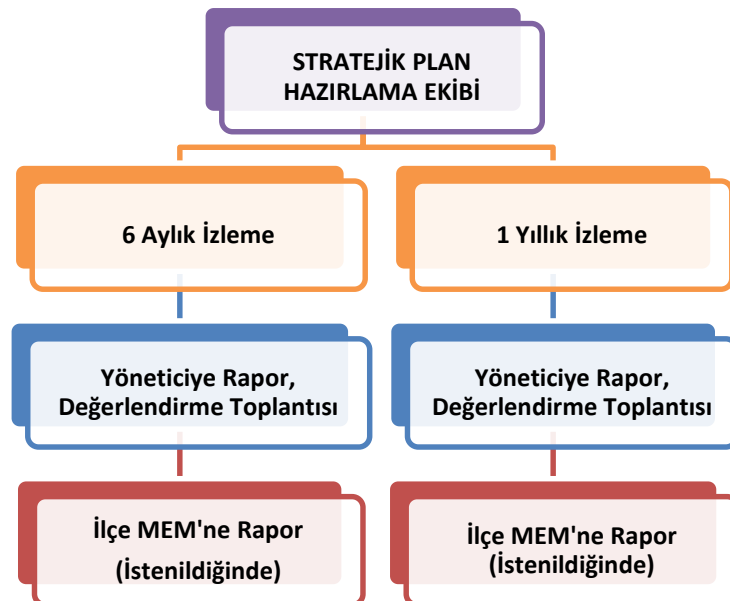 STRATEJİK PLAN
HAZIRLAMA EKİBİ
6 Aylık İzleme
1 Yıllık İzleme
Yöneticiye Rapor,
Değerlendirme Toplantısı
Yöneticiye Rapor,
Değerlendirme Toplantısı
İlçe MEM'ne Rapor
(İstenildiğinde)
İlçe MEM'ne Rapor
(İstenildiğinde)